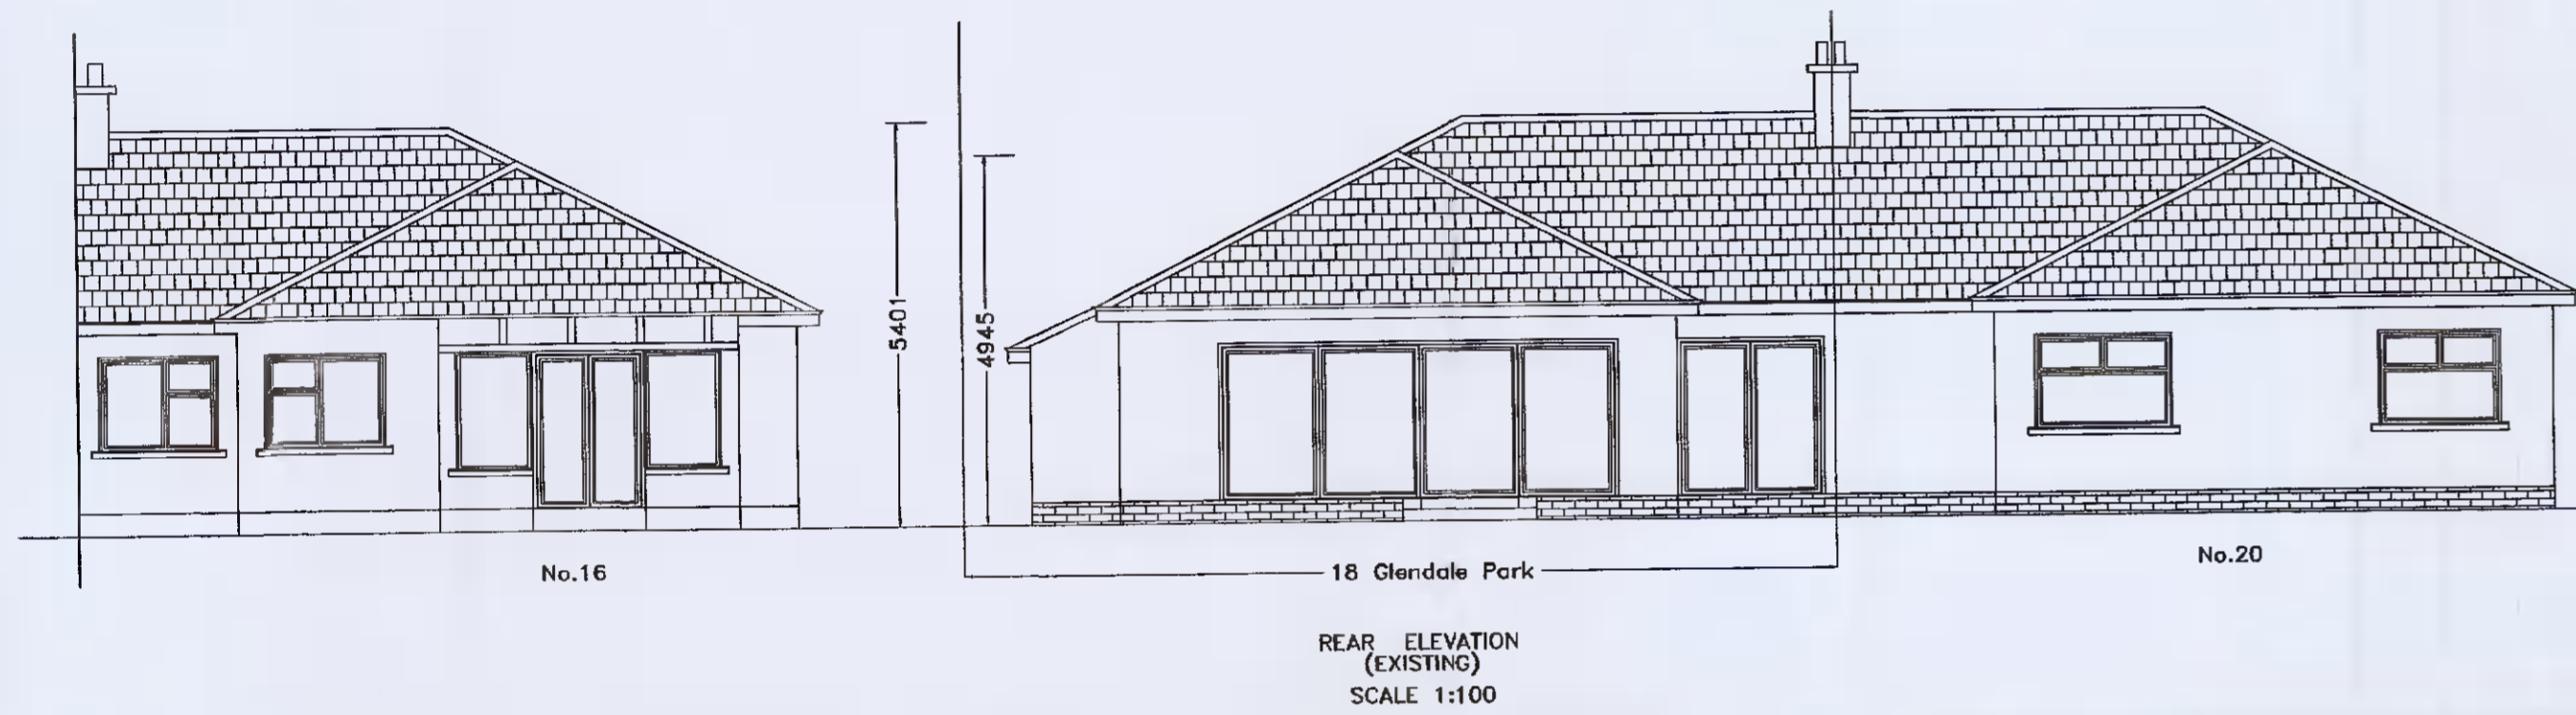 5401
4945
No.16
18 Glendale Park
No.20
REAR ELEVATION
(EXISTING)
SCALE 1:100